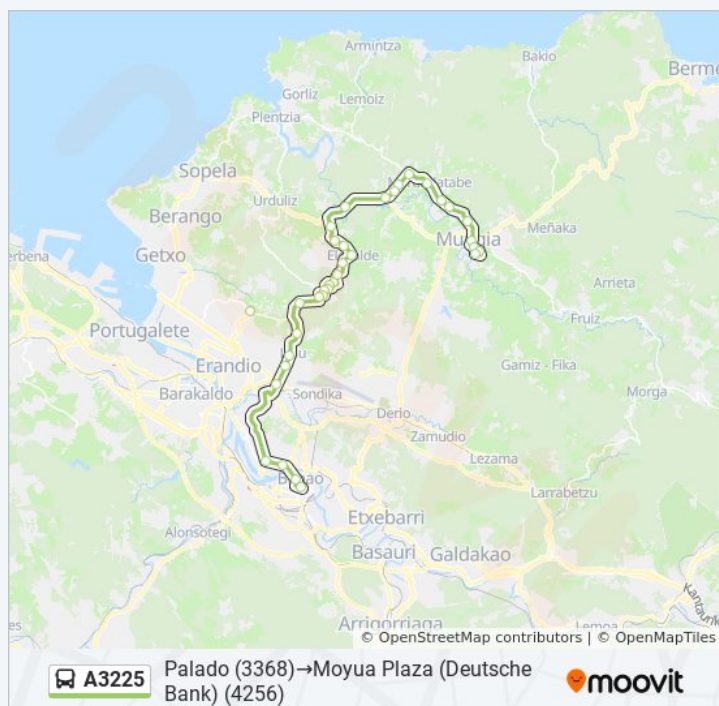 Armintza
Bakio
Gorliz
Lemoiz
Plentzia
Sopela
Urduliz
Berango
Meñaka
Getxo
Arrieta
Portugalete
Fruiz
Erandio
Gamiz - Fika
Barakaldo
Sondika
Morga
Derio
Zamudio
Lezama
Larrabetzu
Etxebarri
Alonsotegi
Basauri
Galdakao
Arrigorriaga
© OpenStreetMap contributors | © OpenMapTiles
A3225
Palado (3368)→Moyua Plaza (Deutsche
Bank) (4256)
moovit